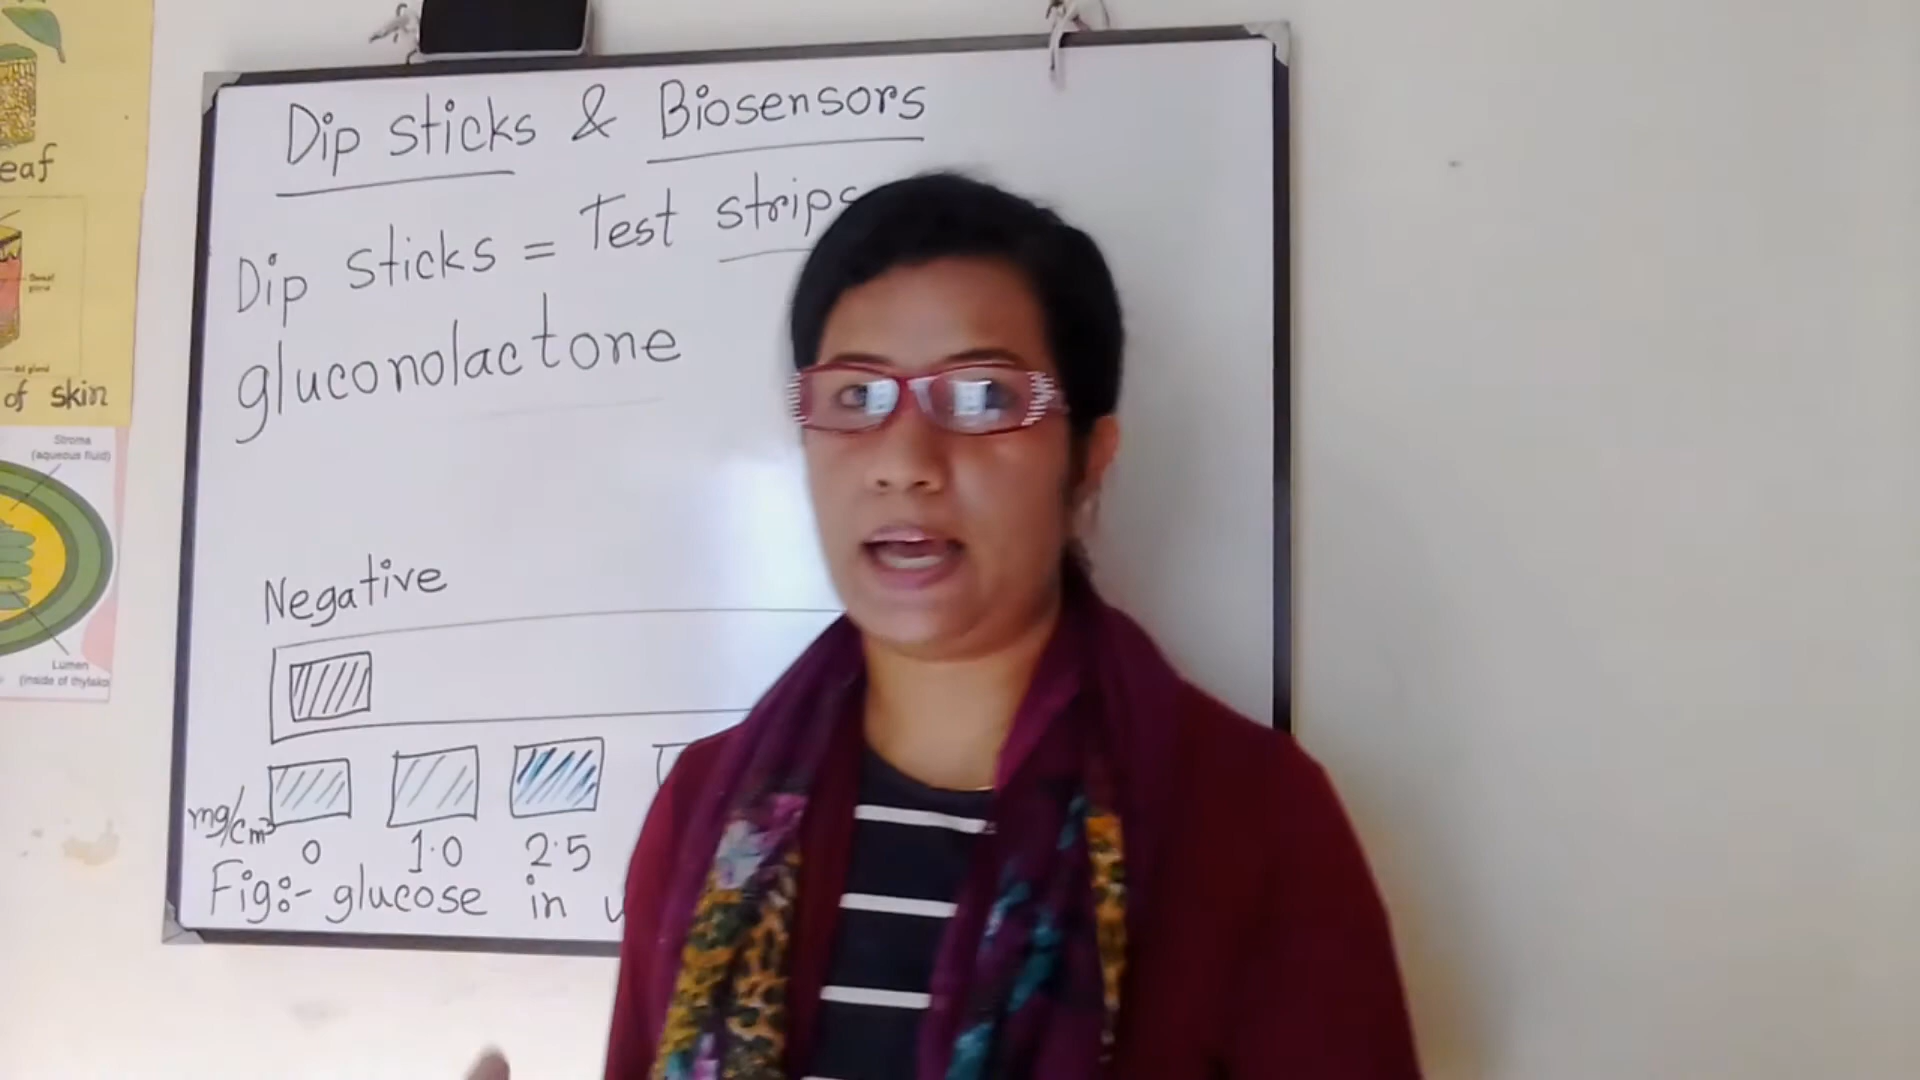 Dip sticks & Biosensors
Dip sticks = Test strips
gluconolactone
Negative
mg/cm³
0 1.0 2.5
Fig:- glucose in
eaf
of skin
Stroma
(aqueous fluid)
Lumen
(inside of thylako